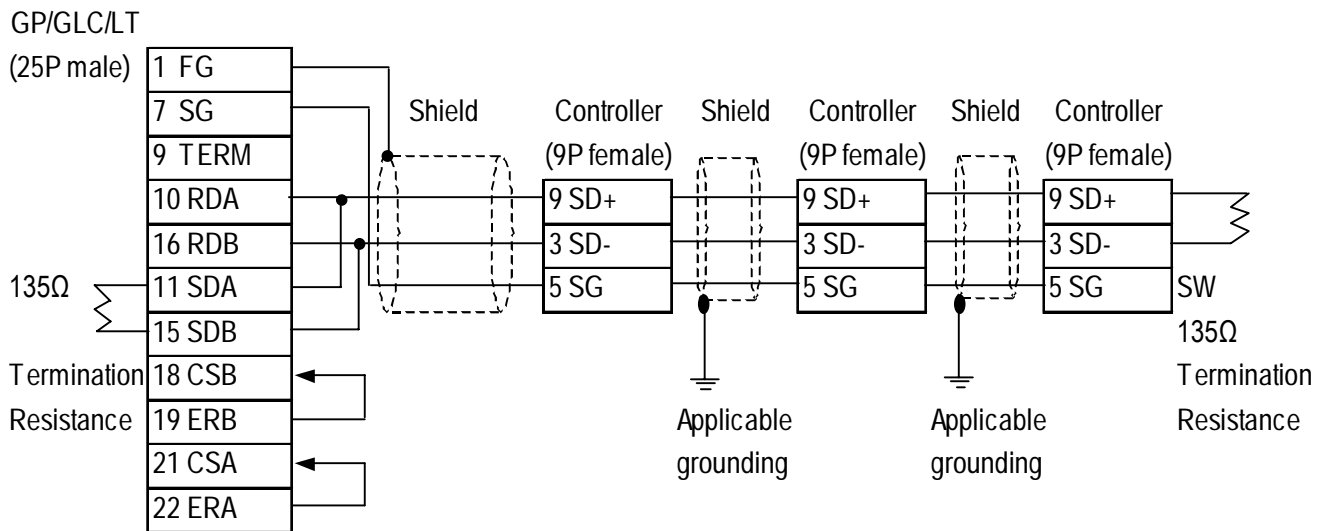 GP/GLC/LT
(25P male)
1 FG
7 SG
9 TERM
10 RDA
16 RDB
11 SDA
15 SDB
18 CSB
19 ERB
21 CSA
22 ERA
135Ω
Termination
Resistance
Shield
Controller
(9P female)
9 SD+
3 SD-
5 SG
Shield
Applicable
grounding
Controller
(9P female)
9 SD+
3 SD-
5 SG
Shield
Applicable
grounding
Controller
(9P female)
9 SD+
3 SD-
5 SG
SW
135Ω
Termination
Resistance